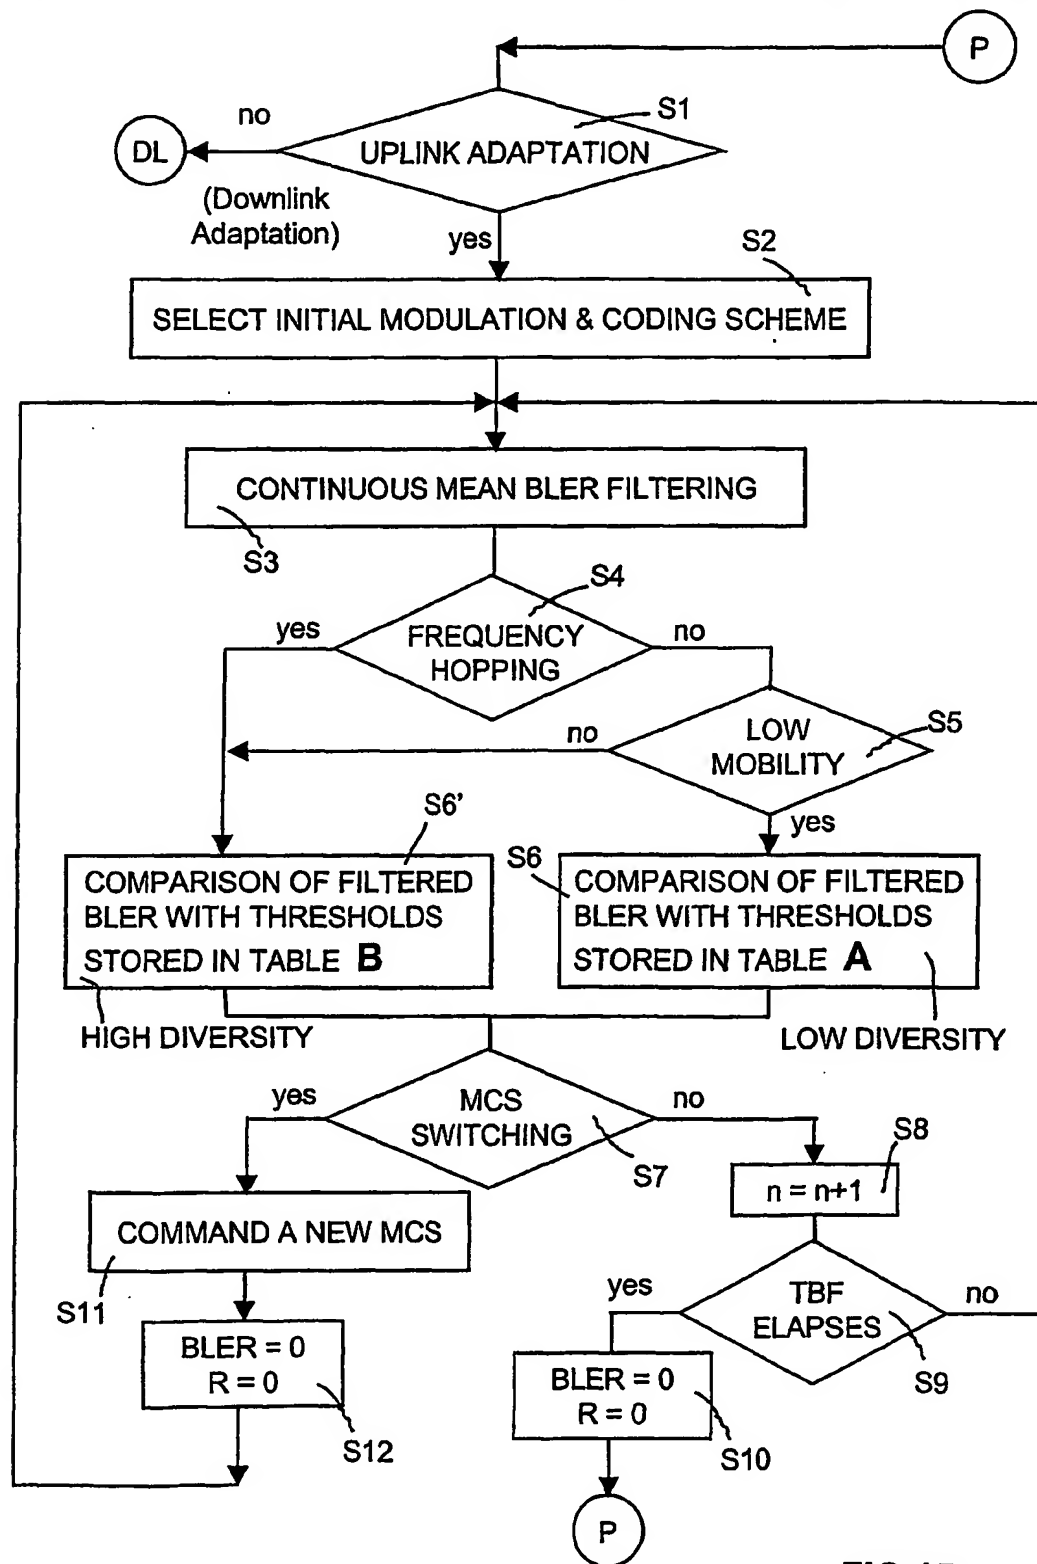 P
S1
no
DL
UPLINK ADAPTATION
(Downlink
Adaptation)
yes
S2
SELECT INITIAL MODULATION & CODING SCHEME
CONTINUOUS MEAN BLER FILTERING
S3
S4
yes
FREQUENCY
HOPPING
no
S5
LOW
MOBILITY
no
yes
S6'
S6
COMPARISON OF FILTERED
BLER WITH THRESHOLDS
STORED IN TABLE B
COMPARISON OF FILTERED
BLER WITH THRESHOLDS
STORED IN TABLE A
HIGH DIVERSITY
LOW DIVERSITY
yes
MCS
SWITCHING
no
S7
S8
n = n+1
COMMAND A NEW MCS
S11
yes
TBF
ELAPSES
no
S9
BLER = 0
R = 0
S12
BLER = 0
R = 0
S10
P